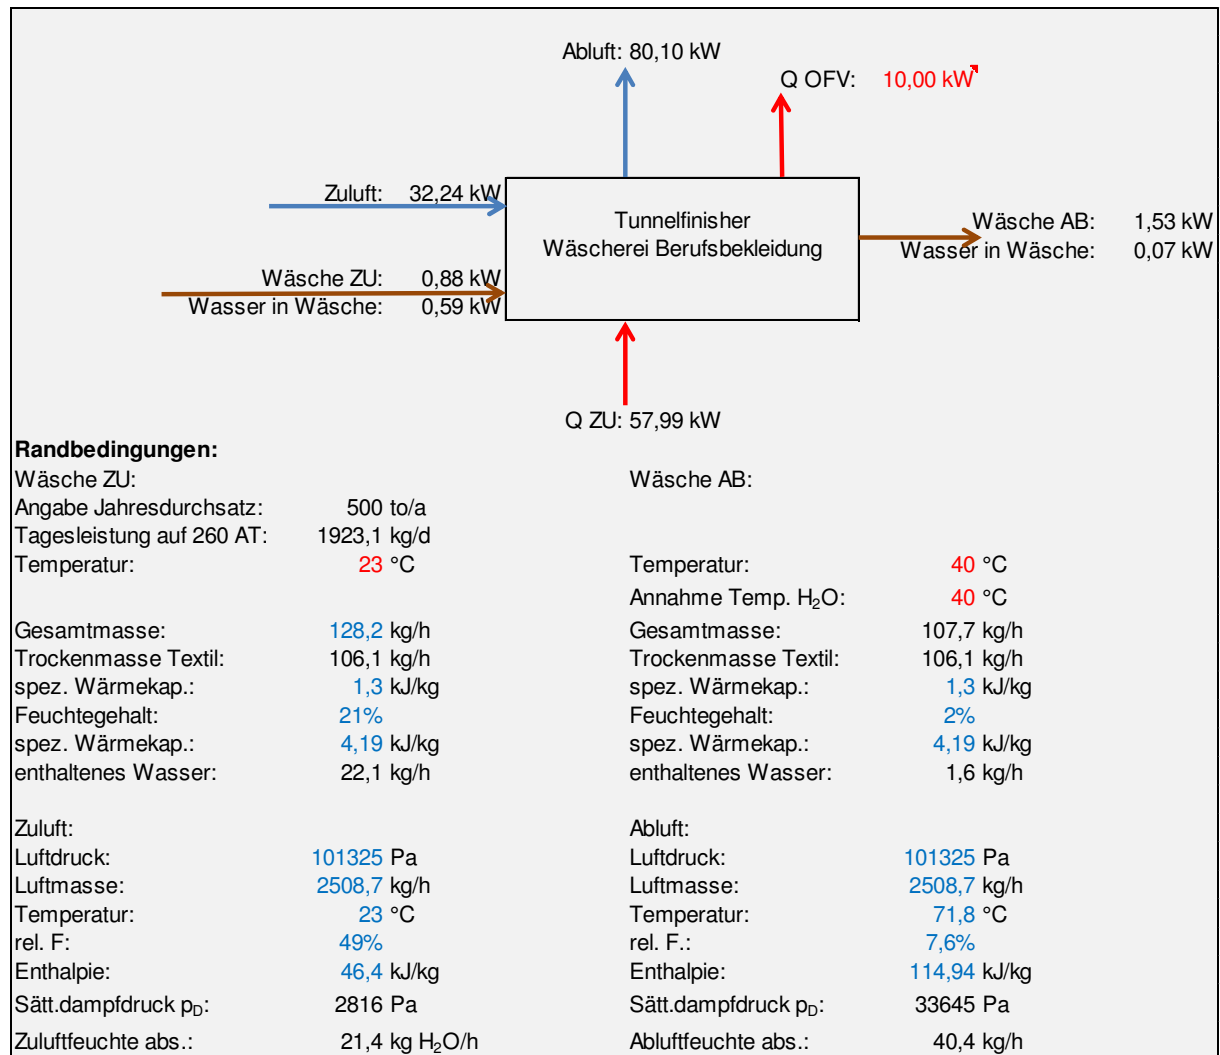 Abluft: 80,10 kW
Q OFV: 10,00 kW
Zuluft: 32,24 kW
Tunnelfinisher
Wäscherei Berufsbekleidung
Wäsche AB: 1,53 kW
Wasser in Wäsche: 0,07 kW
Wäsche ZU: 0,88 kW
Wasser in Wäsche: 0,59 kW
Q ZU: 57,99 kW
Randbedingungen:
Wäsche ZU: Wäsche AB:
Angabe Jahresdurchsatz: 500 to/a
Tagesleistung auf 260 AT: 1923,1 kg/d
Temperatur: 23 °C Temperatur: 40 °C
Annahme Temp. H₂O: 40 °C
Gesamtmasse: 128,2 kg/h Gesamtmasse: 107,7 kg/h
Trockenmasse Textil: 106,1 kg/h Trockenmasse Textil: 106,1 kg/h
spez. Wärmekap.: 1,3 kJ/kg spez. Wärmekap.: 1,3 kJ/kg
Feuchtegehalt: 21% Feuchtegehalt: 2%
spez. Wärmekap.: 4,19 kJ/kg spez. Wärmekap.: 4,19 kJ/kg
enthaltenes Wasser: 22,1 kg/h enthaltenes Wasser: 1,6 kg/h
Zuluft: Abluft:
Luftdruck: 101325 Pa Luftdruck: 101325 Pa
Luftmasse: 2508,7 kg/h Luftmasse: 2508,7 kg/h
Temperatur: 23 °C Temperatur: 71,8 °C
rel. F: 49% rel. F.: 7,6%
Enthalpie: 46,4 kJ/kg Enthalpie: 114,94 kJ/kg
Sätt.dampfdruck p_D: 2816 Pa Sätt.dampfdruck p_D: 33645 Pa
Zuluftfeuchte abs.: 21,4 kg H₂O/h Abluftfeuchte abs.: 40,4 kg/h